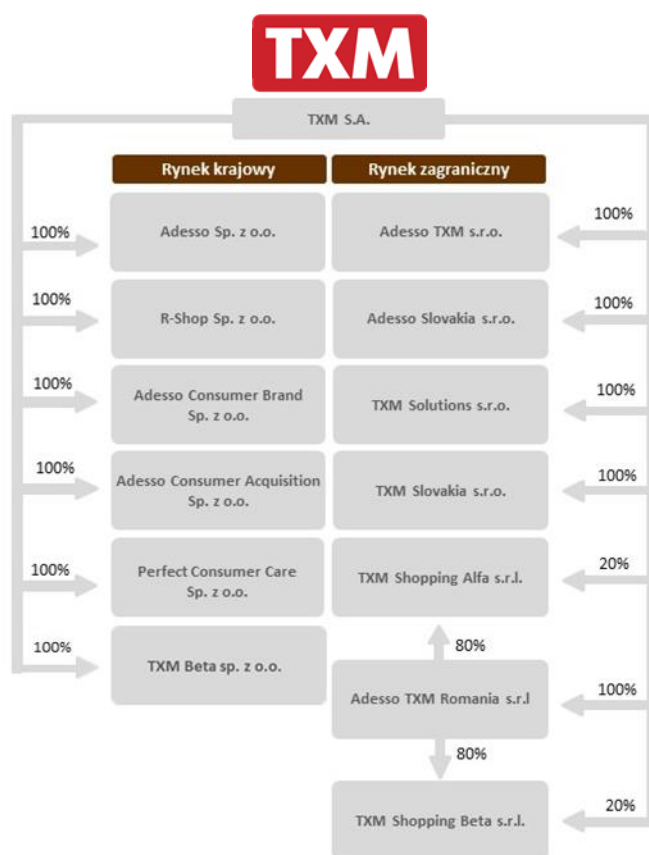 TXM
TXM S.A.
Rynek krajowy
Rynek zagraniczny
100%
Adesso Sp. z o.o.
Adesso TXM s.r.o.
100%
100%
R-Shop Sp. z o.o.
Adesso Slovakia s.r.o.
100%
100%
Adesso Consumer Brand
Sp. z o.o.
TXM Solutions s.r.o.
100%
100%
Adesso Consumer Acquisition
Sp. z o.o.
TXM Slovakia s.r.o.
100%
100%
Perfect Consumer Care
Sp. z o.o.
TXM Shopping Alfa s.r.l.
20%
100%
TXM Beta sp. z o.o.
80%
Adesso TXM Romania s.r.l
100%
80%
TXM Shopping Beta s.r.l.
20%